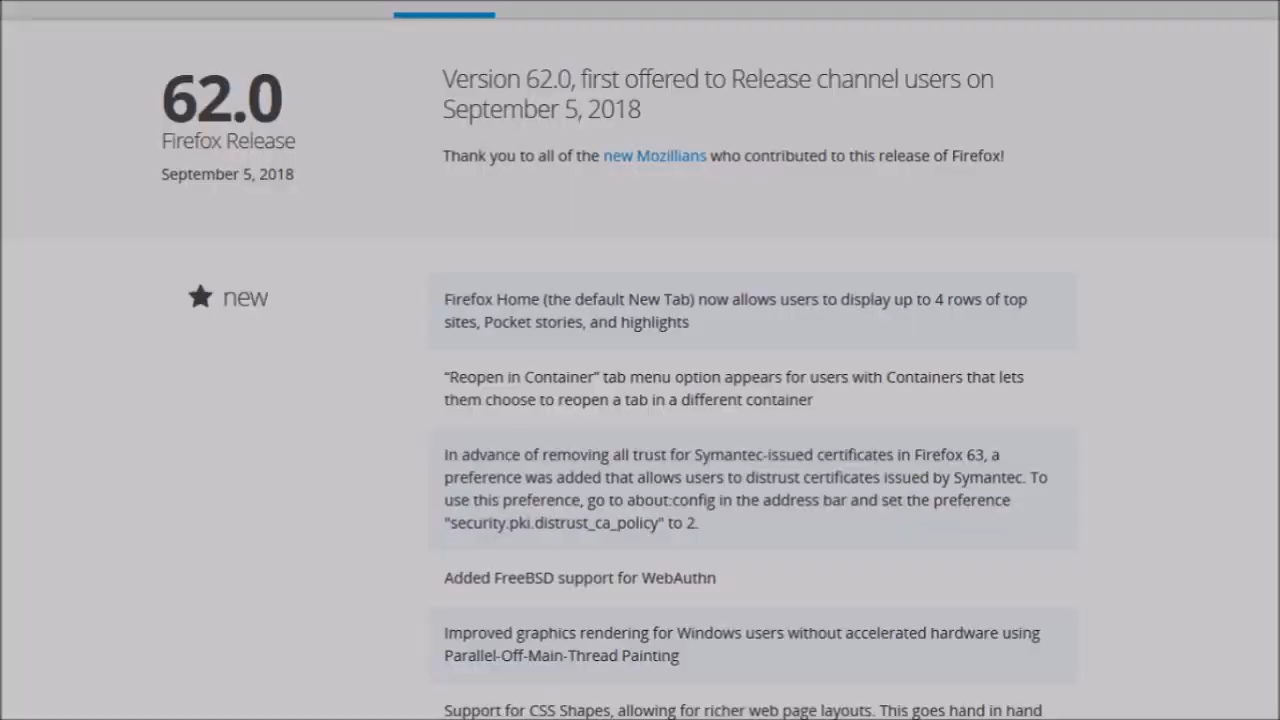 62.0
Firefox Release
September 5, 2018
Version 62.0, first offered to Release channel users on
September 5, 2018
Thank you to all of the new Mozillians who contributed to this release of Firefox!
new
Firefox Home (the default New Tab) now allows users to display up to 4 rows of top
sites, Pocket stories, and highlights
“Reopen in Container” tab menu option appears for users with Containers that lets
them choose to reopen a tab in a different container
In advance of removing all trust for Symantec-issued certificates in Firefox 63, a
preference was added that allows users to distrust certificates issued by Symantec. To
use this preference, go to about:config in the address bar and set the preference
"security.pki.distrust_ca_policy" to 2.
Added FreeBSD support for WebAuthn
Improved graphics rendering for Windows users without accelerated hardware using
Parallel-Off-Main-Thread Painting
Support for CSS Shapes, allowing for richer web page layouts. This goes hand in hand